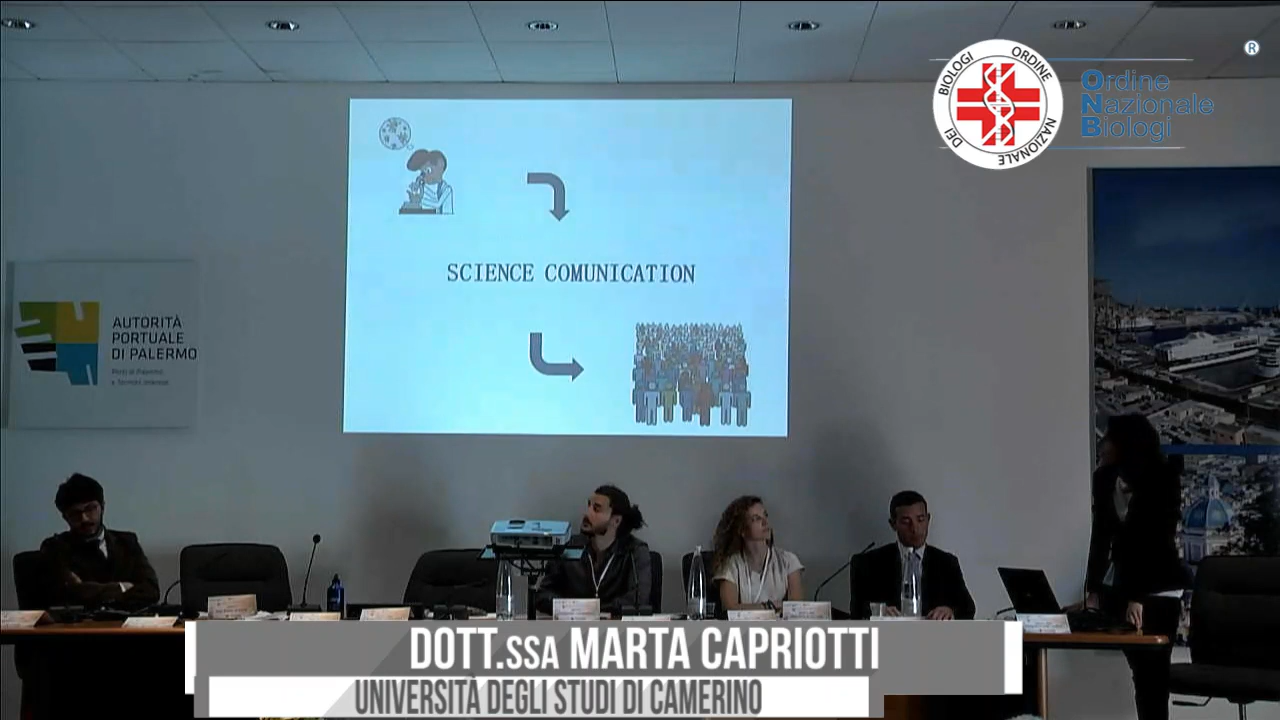 ORDINE NAZIONALE DEI BIOLOGI
®
Ordine
Nazionale
Biologi
SCIENCE COMUNICATION
AUTORITÀ
PORTUALE
DI PALERMO
DOTT.SSA MARTA CAPRIOTTI
UNIVERSITÀ DEGLI STUDI DI CAMERINO